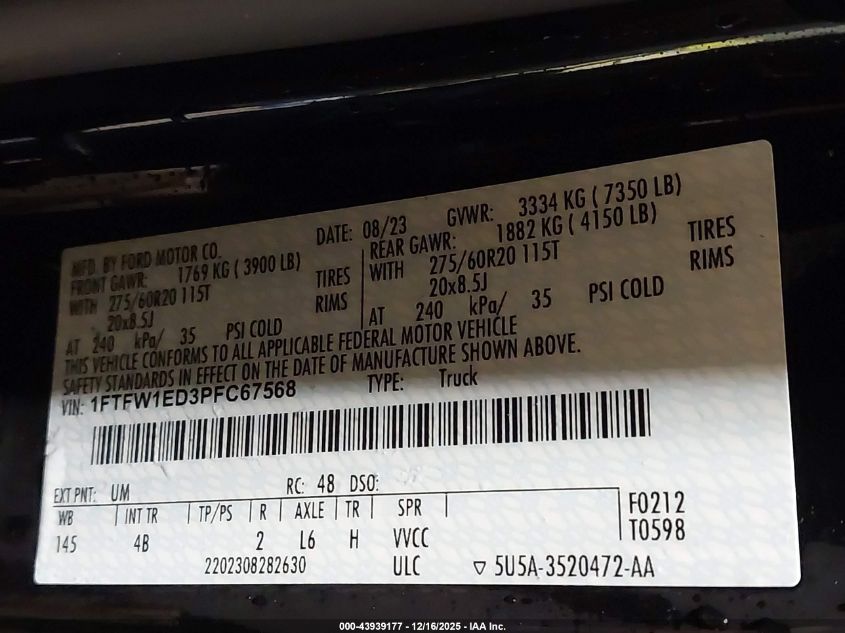 MFD. BY FORD MOTOR CO.
DATE: 08/23 GVWR: 3334 KG ( 7350 LB)
FRONT GAWR: 1769 KG ( 3900 LB)
WITH 275/60R20 115T TIRES
20x8.5J RIMS
AT 240 kPa/ 35 PSI COLD
REAR GAWR: 1882 KG ( 4150 LB)
WITH 275/60R20 115T TIRES
20x8.5J RIMS
AT 240 kPa/ 35 PSI COLD
THIS VEHICLE CONFORMS TO ALL APPLICABLE FEDERAL MOTOR VEHICLE
SAFETY STANDARDS IN EFFECT ON THE DATE OF MANUFACTURE SHOWN ABOVE.
VIN: 1FTFW1ED3PFC67568 TYPE: Truck
EXT PNT: UM RC: 48 DSO:
WB INT TR TP/PS R AXLE TR SPR
145 4B 2 L6 H VVCC
F0212
T0598
2202308282630 ULC ▽ 5U5A-3520472-AA
000-43939177 - 12/16/2025 - IAA Inc.